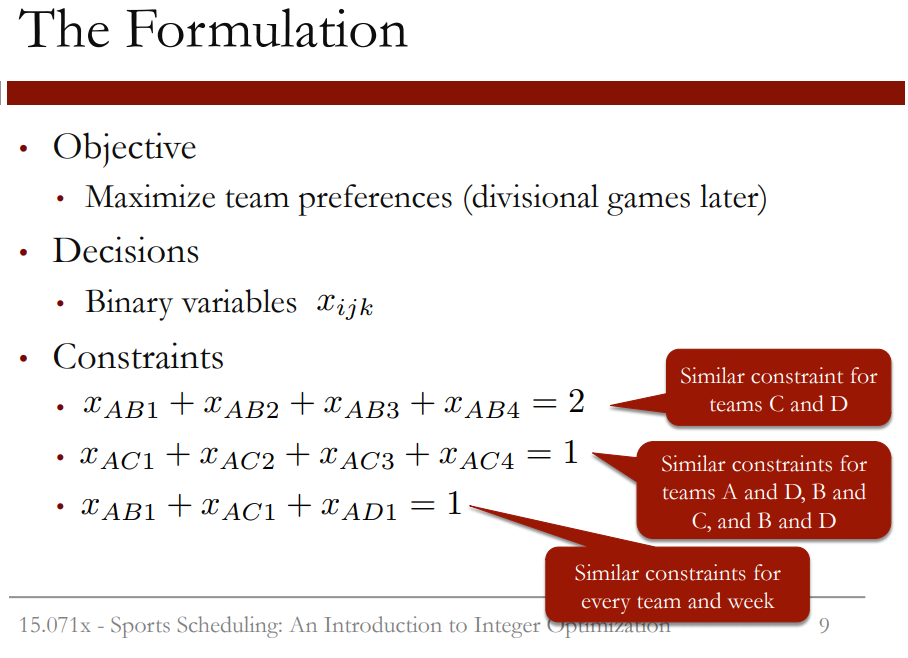 The Formulation
• Objective
• Maximize team preferences (divisional games later)
• Decisions
• Binary variables x_{ijk}
• Constraints
• x_{AB1} + x_{AB2} + x_{AB3} + x_{AB4} = 2
Similar constraint for
teams C and D
• x_{AC1} + x_{AC2} + x_{AC3} + x_{AC4} = 1
Similar constraints for
teams A and D, B and
C, and B and D
• x_{AB1} + x_{AC1} + x_{AD1} = 1
Similar constraints for
every team and week
15.071x - Sports Scheduling: An Introduction to Integer Optimization
9